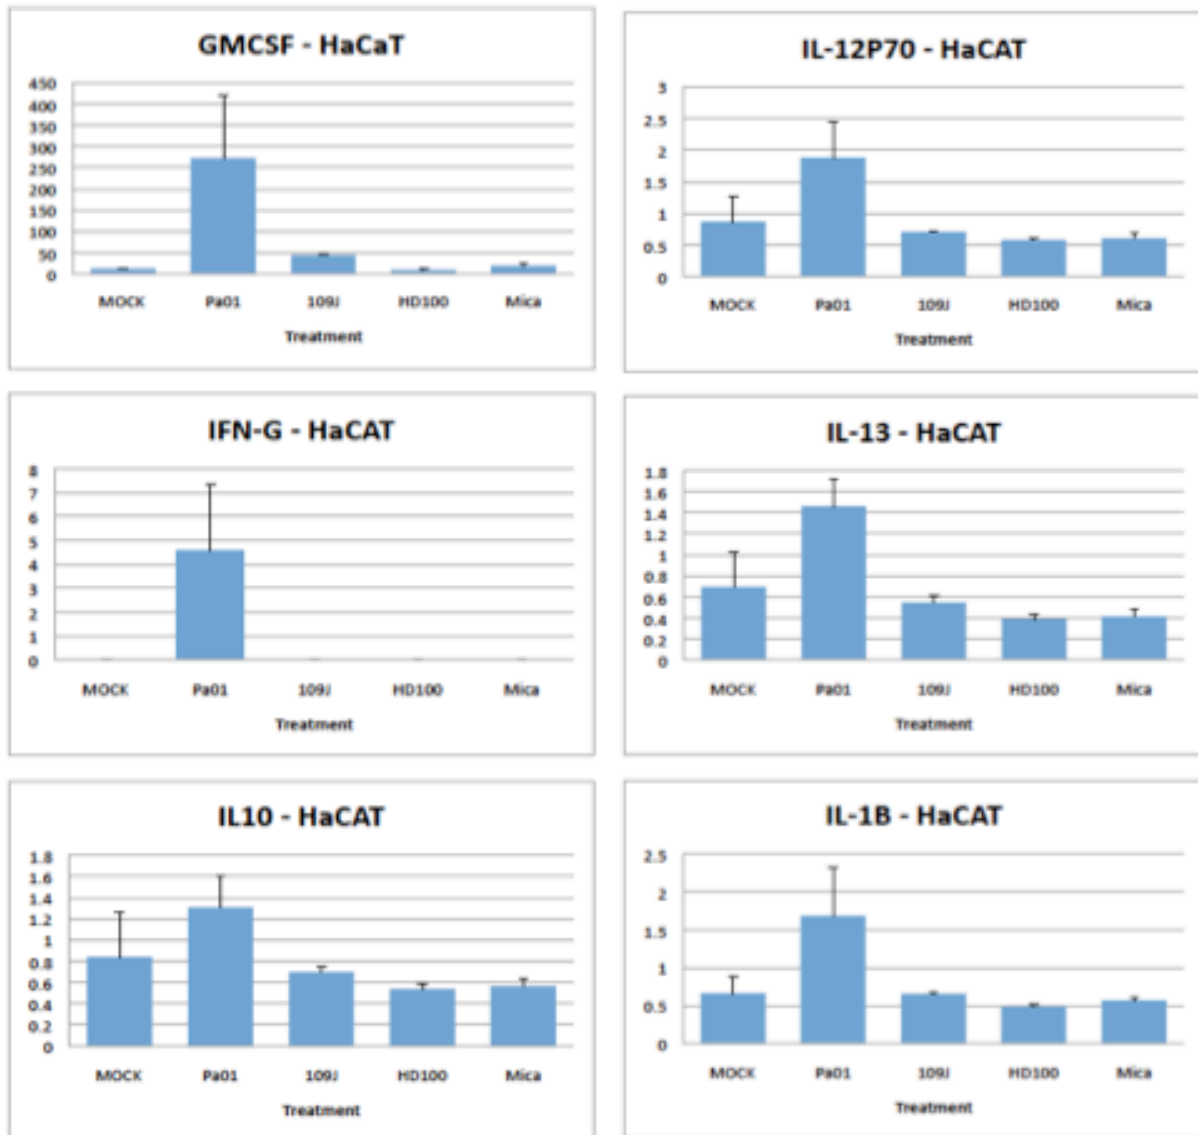 GMCSF - HaCaT
450
400
350
300
250
200
150
100
50
0
MOCK Pa01 109J HD100 Mica
Treatment
IL-12P70 - HaCAT
3
2.5
2
1.5
1
0.5
0
MOCK Pa01 109J HD100 Mica
Treatment
IFN-G - HaCAT
8
7
6
5
4
3
2
1
0
MOCK Pa01 109J HD100 Mica
Treatment
IL-13 - HaCAT
1.8
1.6
1.4
1.2
1
0.8
0.6
0.4
0.2
0
MOCK Pa01 109J HD100 Mica
Treatment
IL10 - HaCAT
1.8
1.6
1.4
1.2
1
0.8
0.6
0.4
0.2
0
MOCK Pa01 109J HD100 Mica
Treatment
IL-1B - HaCAT
2.5
2
1.5
1
0.5
0
MOCK Pa01 109J HD100 Mica
Treatment